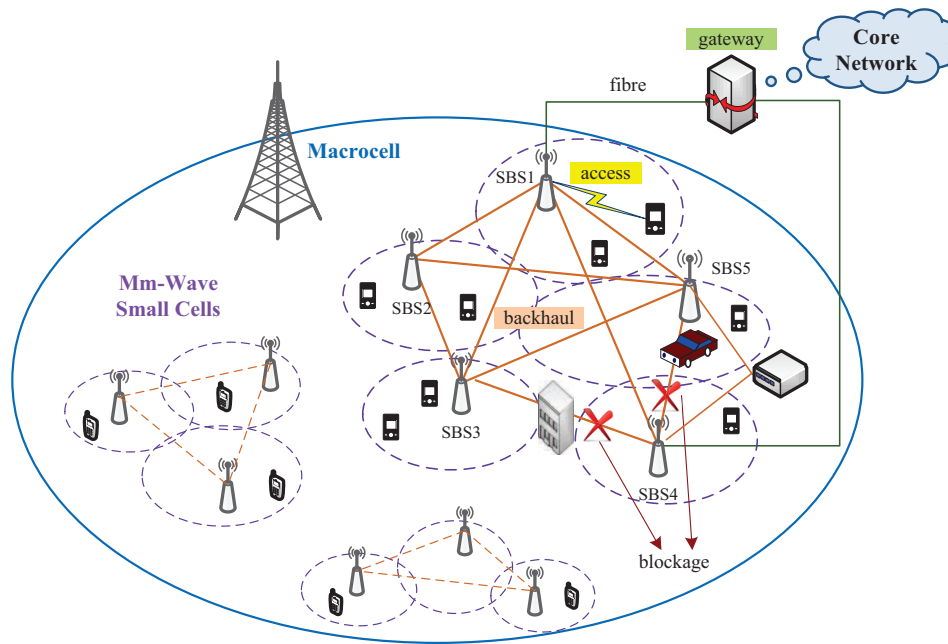 gateway
Core
Network
fibre
Macrocell
SBS1
access
Mm-Wave
Small Cells
SBS2
SBS5
backhaul
SBS3
SBS4
blockage